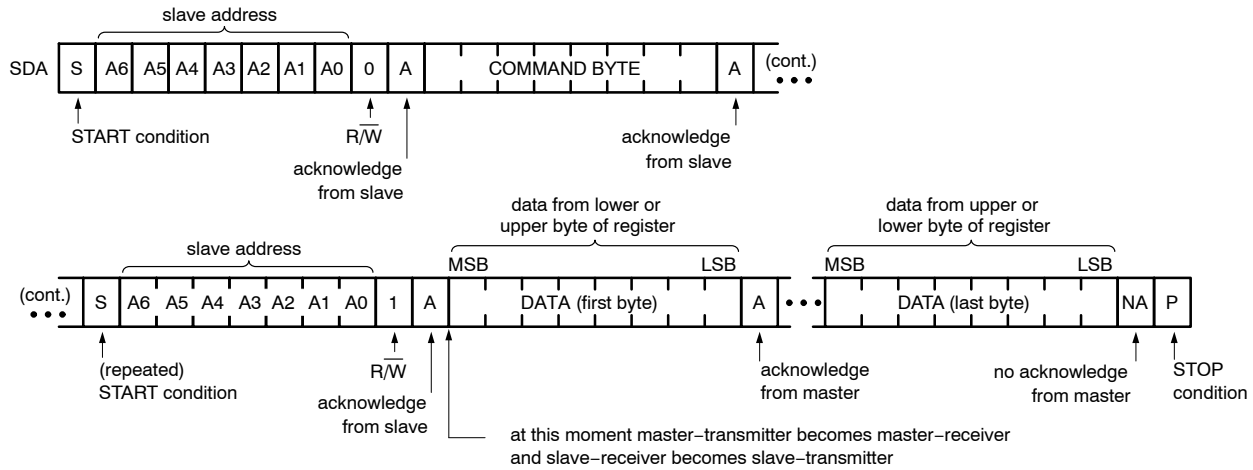 slave address
SDA S A6 A5 A4 A3 A2 A1 A0 0 A COMMAND BYTE A (cont.)
START condition
R/W
acknowledge
from slave
acknowledge
from slave
data from lower or
upper byte of register
data from upper or
lower byte of register
slave address
MSB LSB MSB LSB
(cont.) S A6 A5 A4 A3 A2 A1 A0 1 A DATA (first byte) A DATA (last byte) NA P
(repeated)
START condition
R/W
acknowledge
from slave
acknowledge
from master
no acknowledge
from master
STOP
condition
at this moment master−transmitter becomes master−receiver
and slave−receiver becomes slave−transmitter